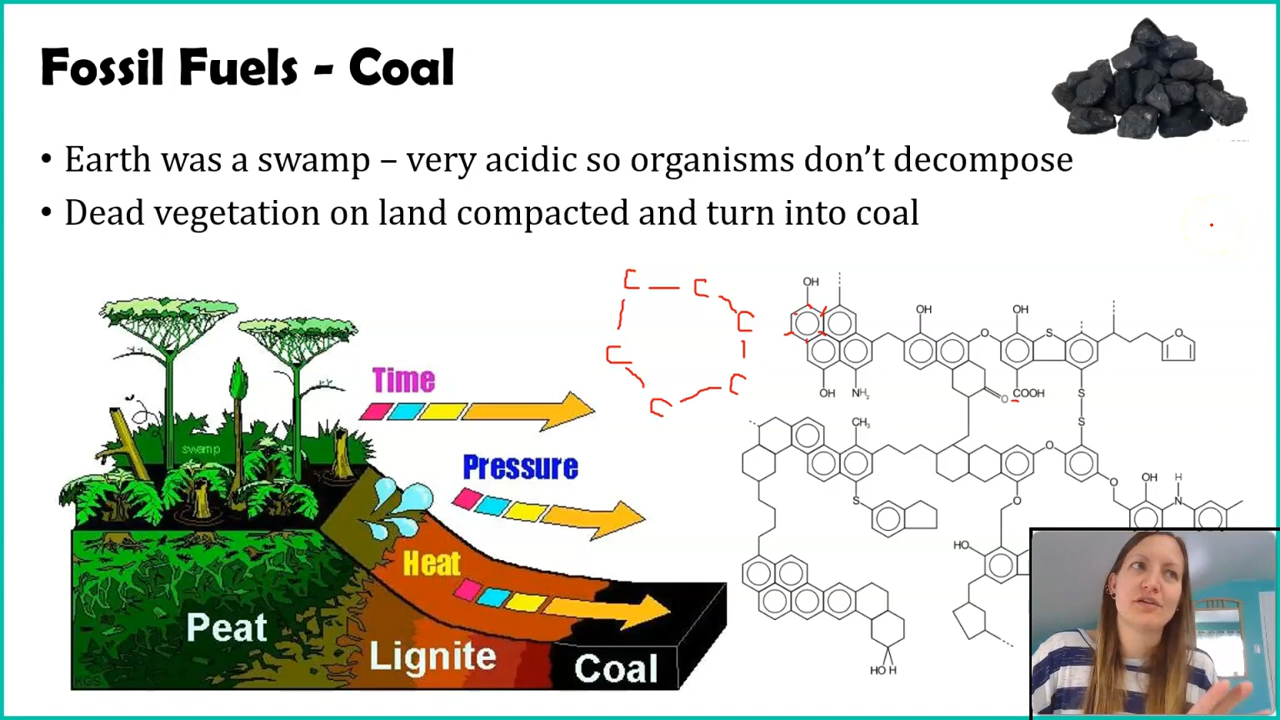 Fossil Fuels - Coal
• Earth was a swamp – very acidic so organisms don’t decompose
• Dead vegetation on land compacted and turn into coal
C C
C
C
C
C
Time
swamp
Pressure
Heat
Peat
Lignite
Coal
OH
OH
OH
O
S
O
OH
NH₂
O
COOH
S
S
CH₃
O
S
O
O
OH
H
N
HO
HO H